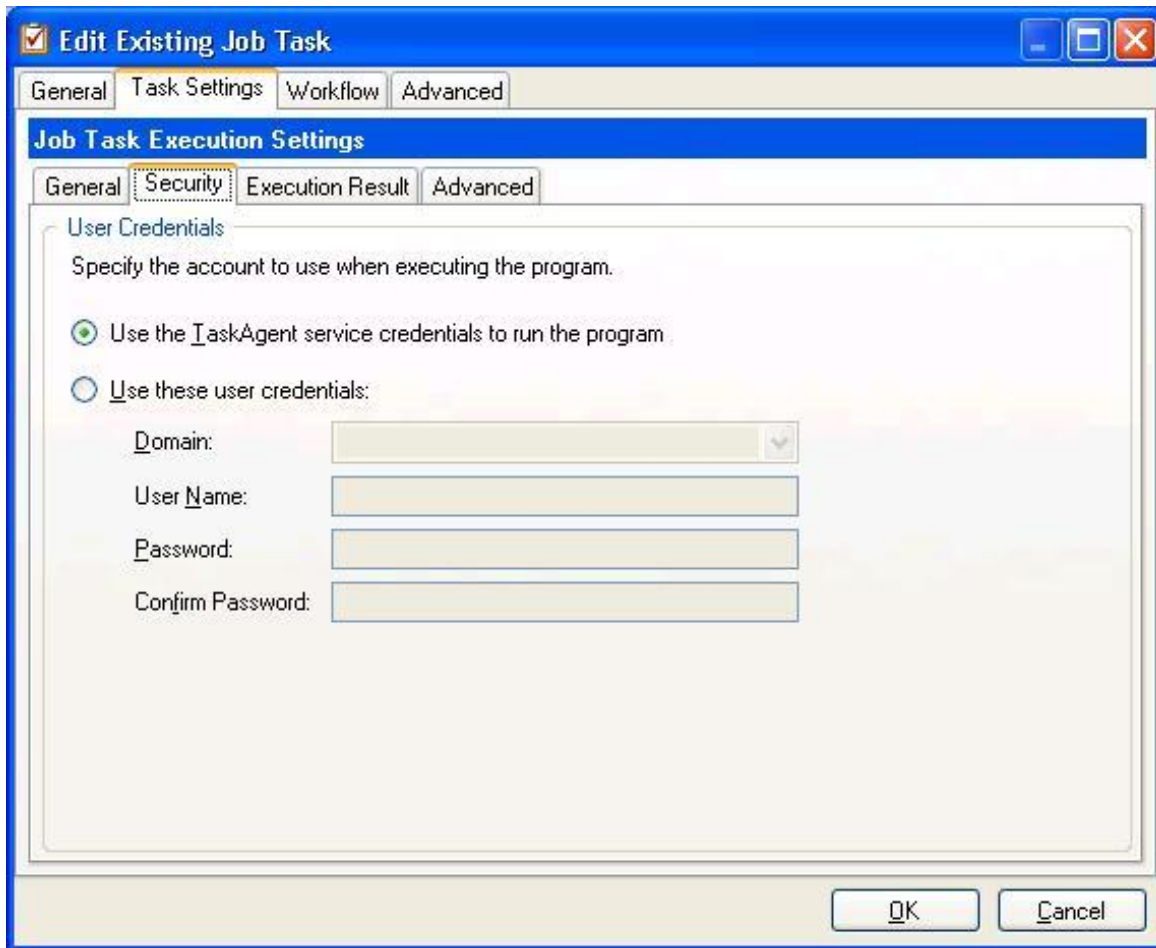 Edit Existing Job Task
General Task Settings Workflow Advanced
Job Task Execution Settings
General Security Execution Result Advanced
User Credentials
Specify the account to use when executing the program.
Use the TaskAgent service credentials to run the program
Use these user credentials:
Domain:
User Name:
Password:
Confirm Password:
OK Cancel